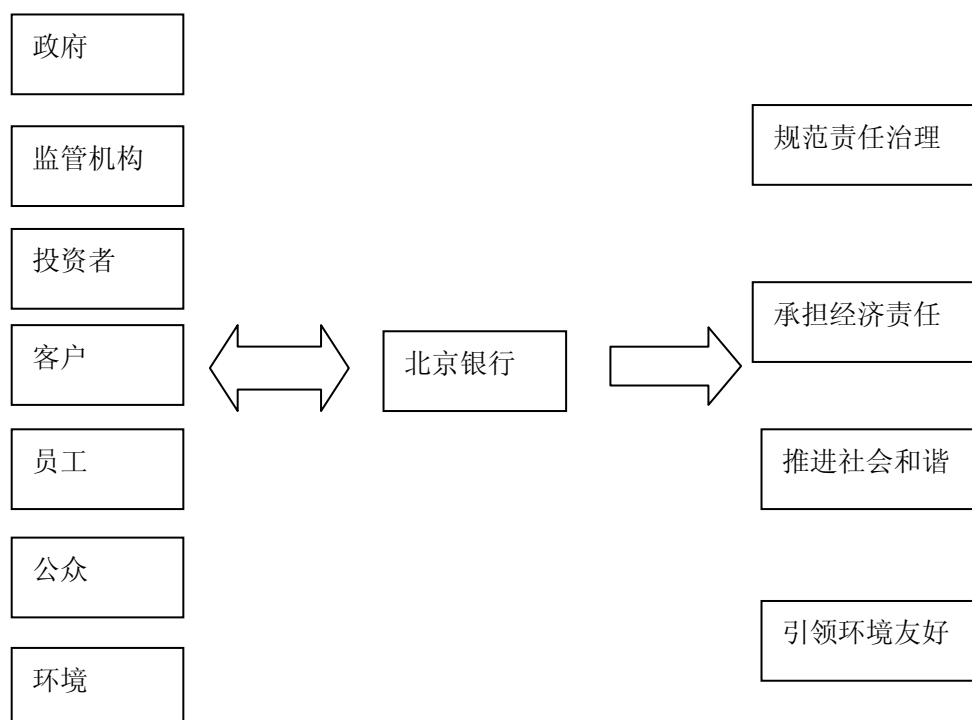 政府
监管机构
投资者
客户
员工
公众
环境
北京银行
规范责任治理
承担经济责任
推进社会和谐
引领环境友好